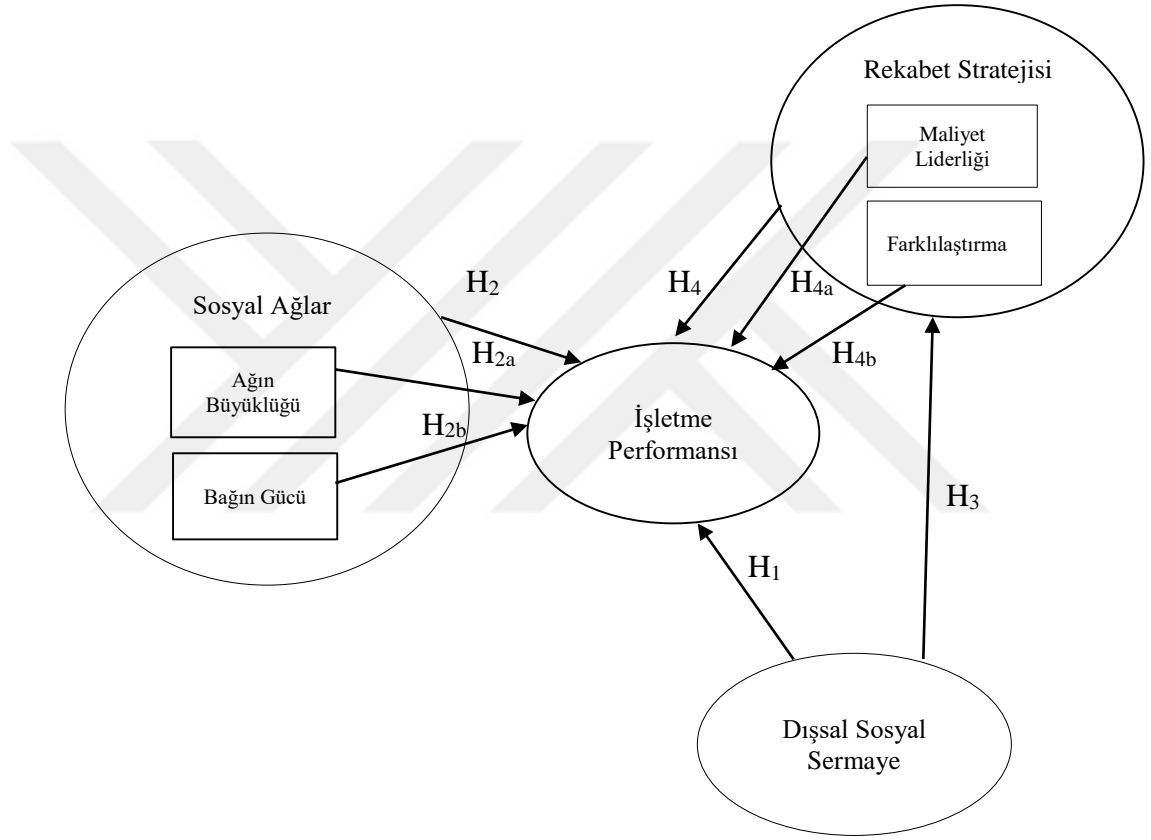 Rekabet Stratejisi
Maliyet
Liderliği
Farklılaştırma
H4
H4a
H4b
H2
Sosyal Ağlar
H2a
Ağın
Büyüklüğü
H2b
Bağın Gücü
İşletme
Performansı
H3
H1
Dışsal Sosyal
Sermaye